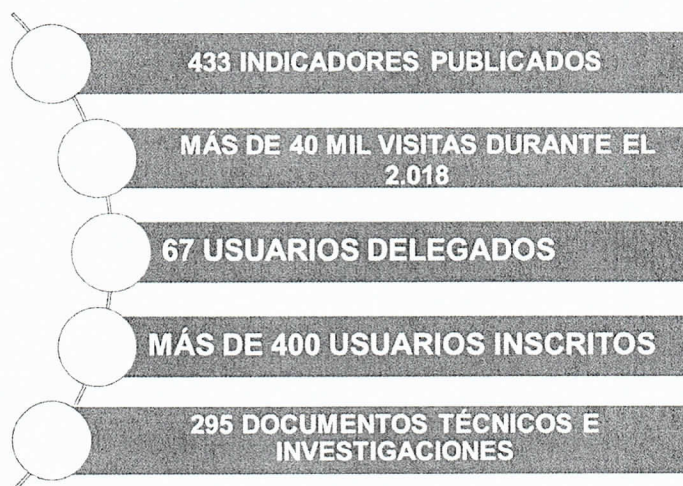 433 INDICADORES PUBLICADOS
MÁS DE 40 MIL VISITAS DURANTE EL
2.018
67 USUARIOS DELEGADOS
MÁS DE 400 USUARIOS INSCRITOS
295 DOCUMENTOS TÉCNICOS E
INVESTIGACIONES